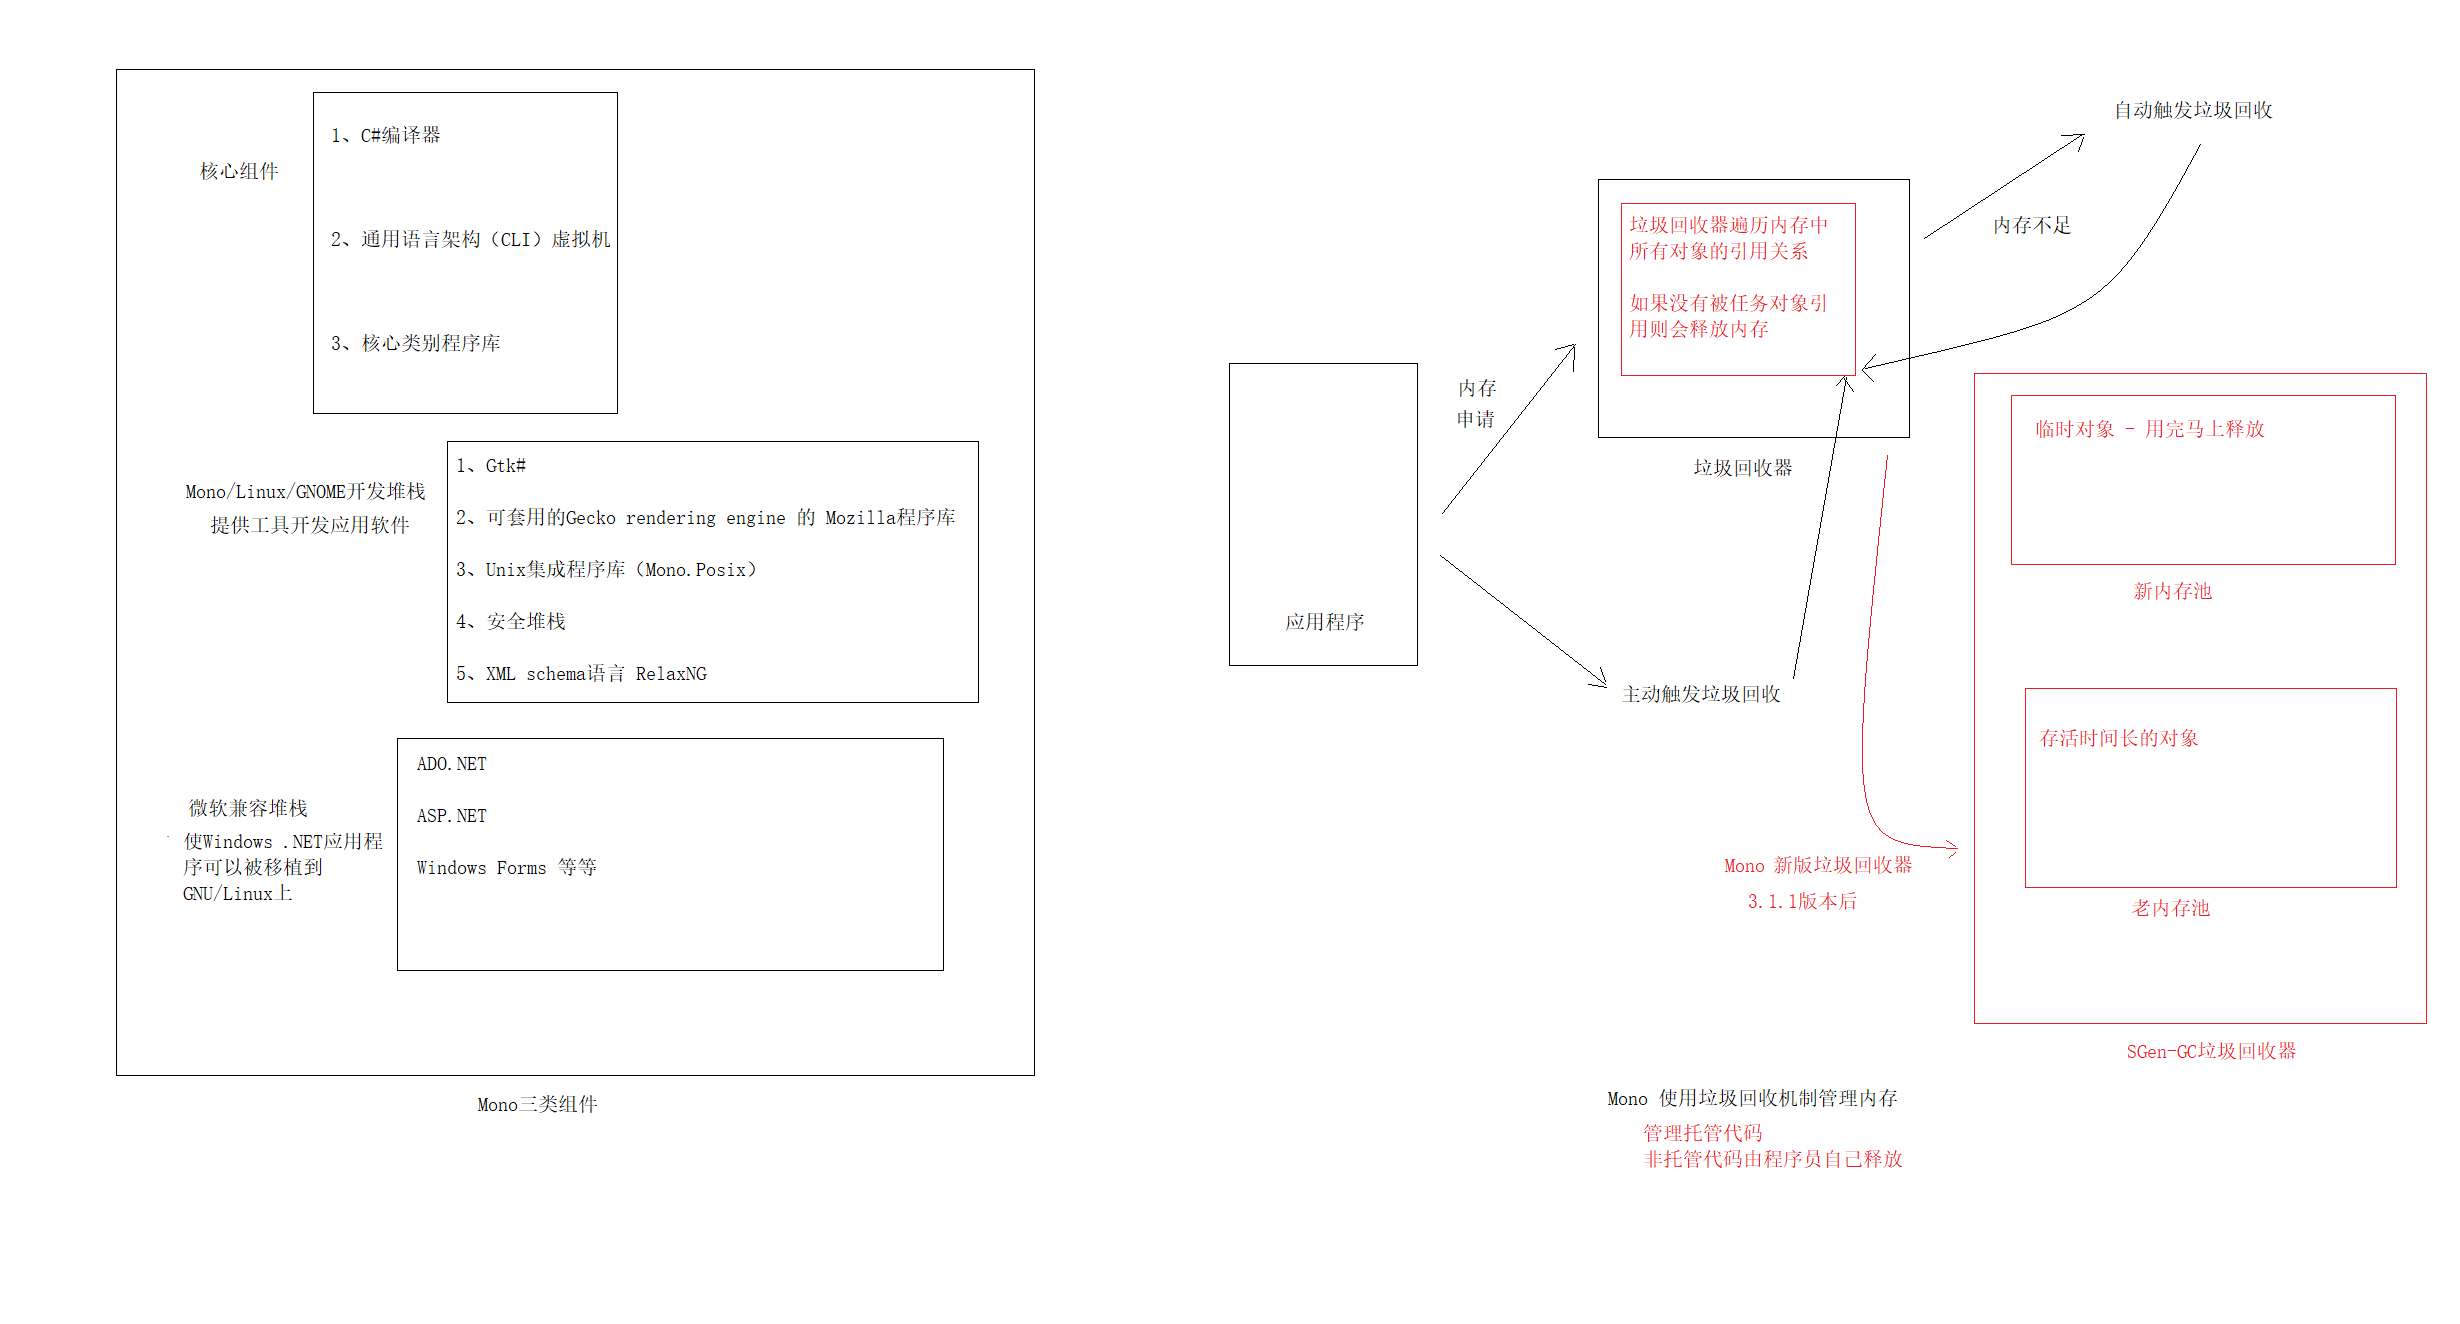 核心组件
1、C#编译器
2、通用语言架构（CLI）虚拟机
3、核心类别程序库
Mono/Linux/GNOME开发堆栈
提供工具开发应用软件
1、Gtk#
2、可套用的Gecko rendering engine 的 Mozilla程序库
3、Unix集成程序库（Mono.Posix）
4、安全堆栈
5、XML schema语言 RelaxNG
微软兼容堆栈
使Windows .NET应用程
序可以被移植到
GNU/Linux上
ADO.NET
ASP.NET
Windows Forms 等等
Mono三类组件
应用程序
内存
申请
垃圾回收器遍历内存中
所有对象的引用关系
如果没有被任务对象引
用则会释放内存
垃圾回收器
自动触发垃圾回收
内存不足
主动触发垃圾回收
Mono 新版垃圾回收器
3.1.1版本后
临时对象 - 用完马上释放
新内存池
存活时间长的对象
老内存池
SGen-GC垃圾回收器
Mono 使用垃圾回收机制管理内存
管理托管代码
非托管代码由程序员自己释放